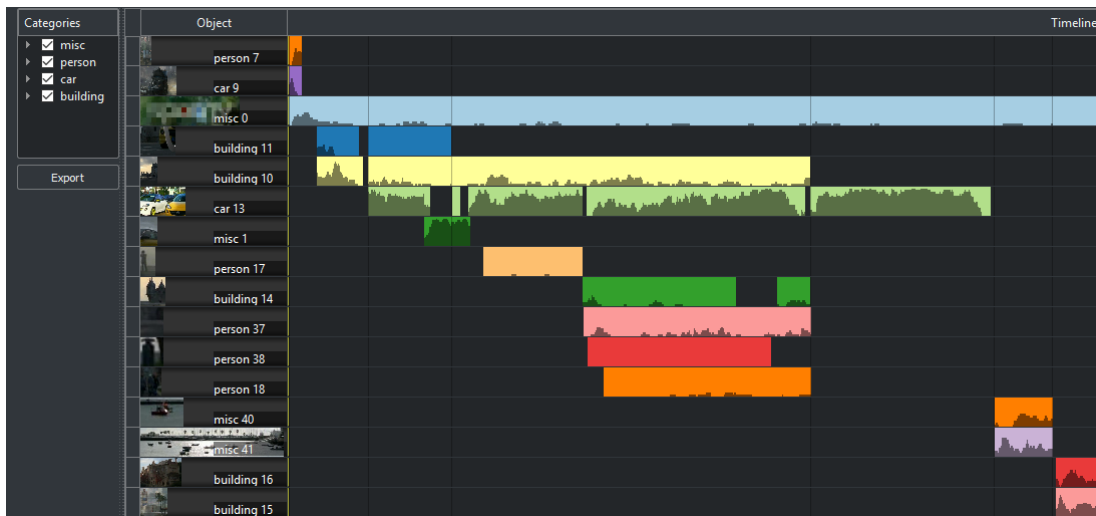 Categories
Object
Timeline
misc
person
car
building
Export
person 7
car 9
misc 0
building 11
building 10
car 13
misc 1
person 17
building 14
person 37
person 38
person 18
misc 40
misc 41
building 16
building 15